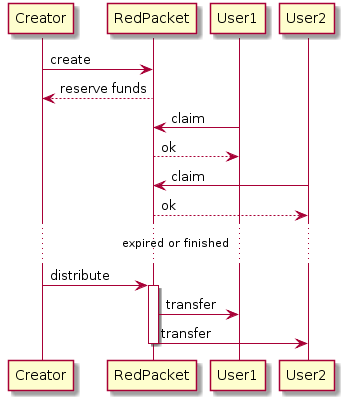 Creator RedPacket User1 User2
create
reserve funds
claim
ok
claim
ok
expired or finished
distribute
transfer
transfer
Creator RedPacket User1 User2